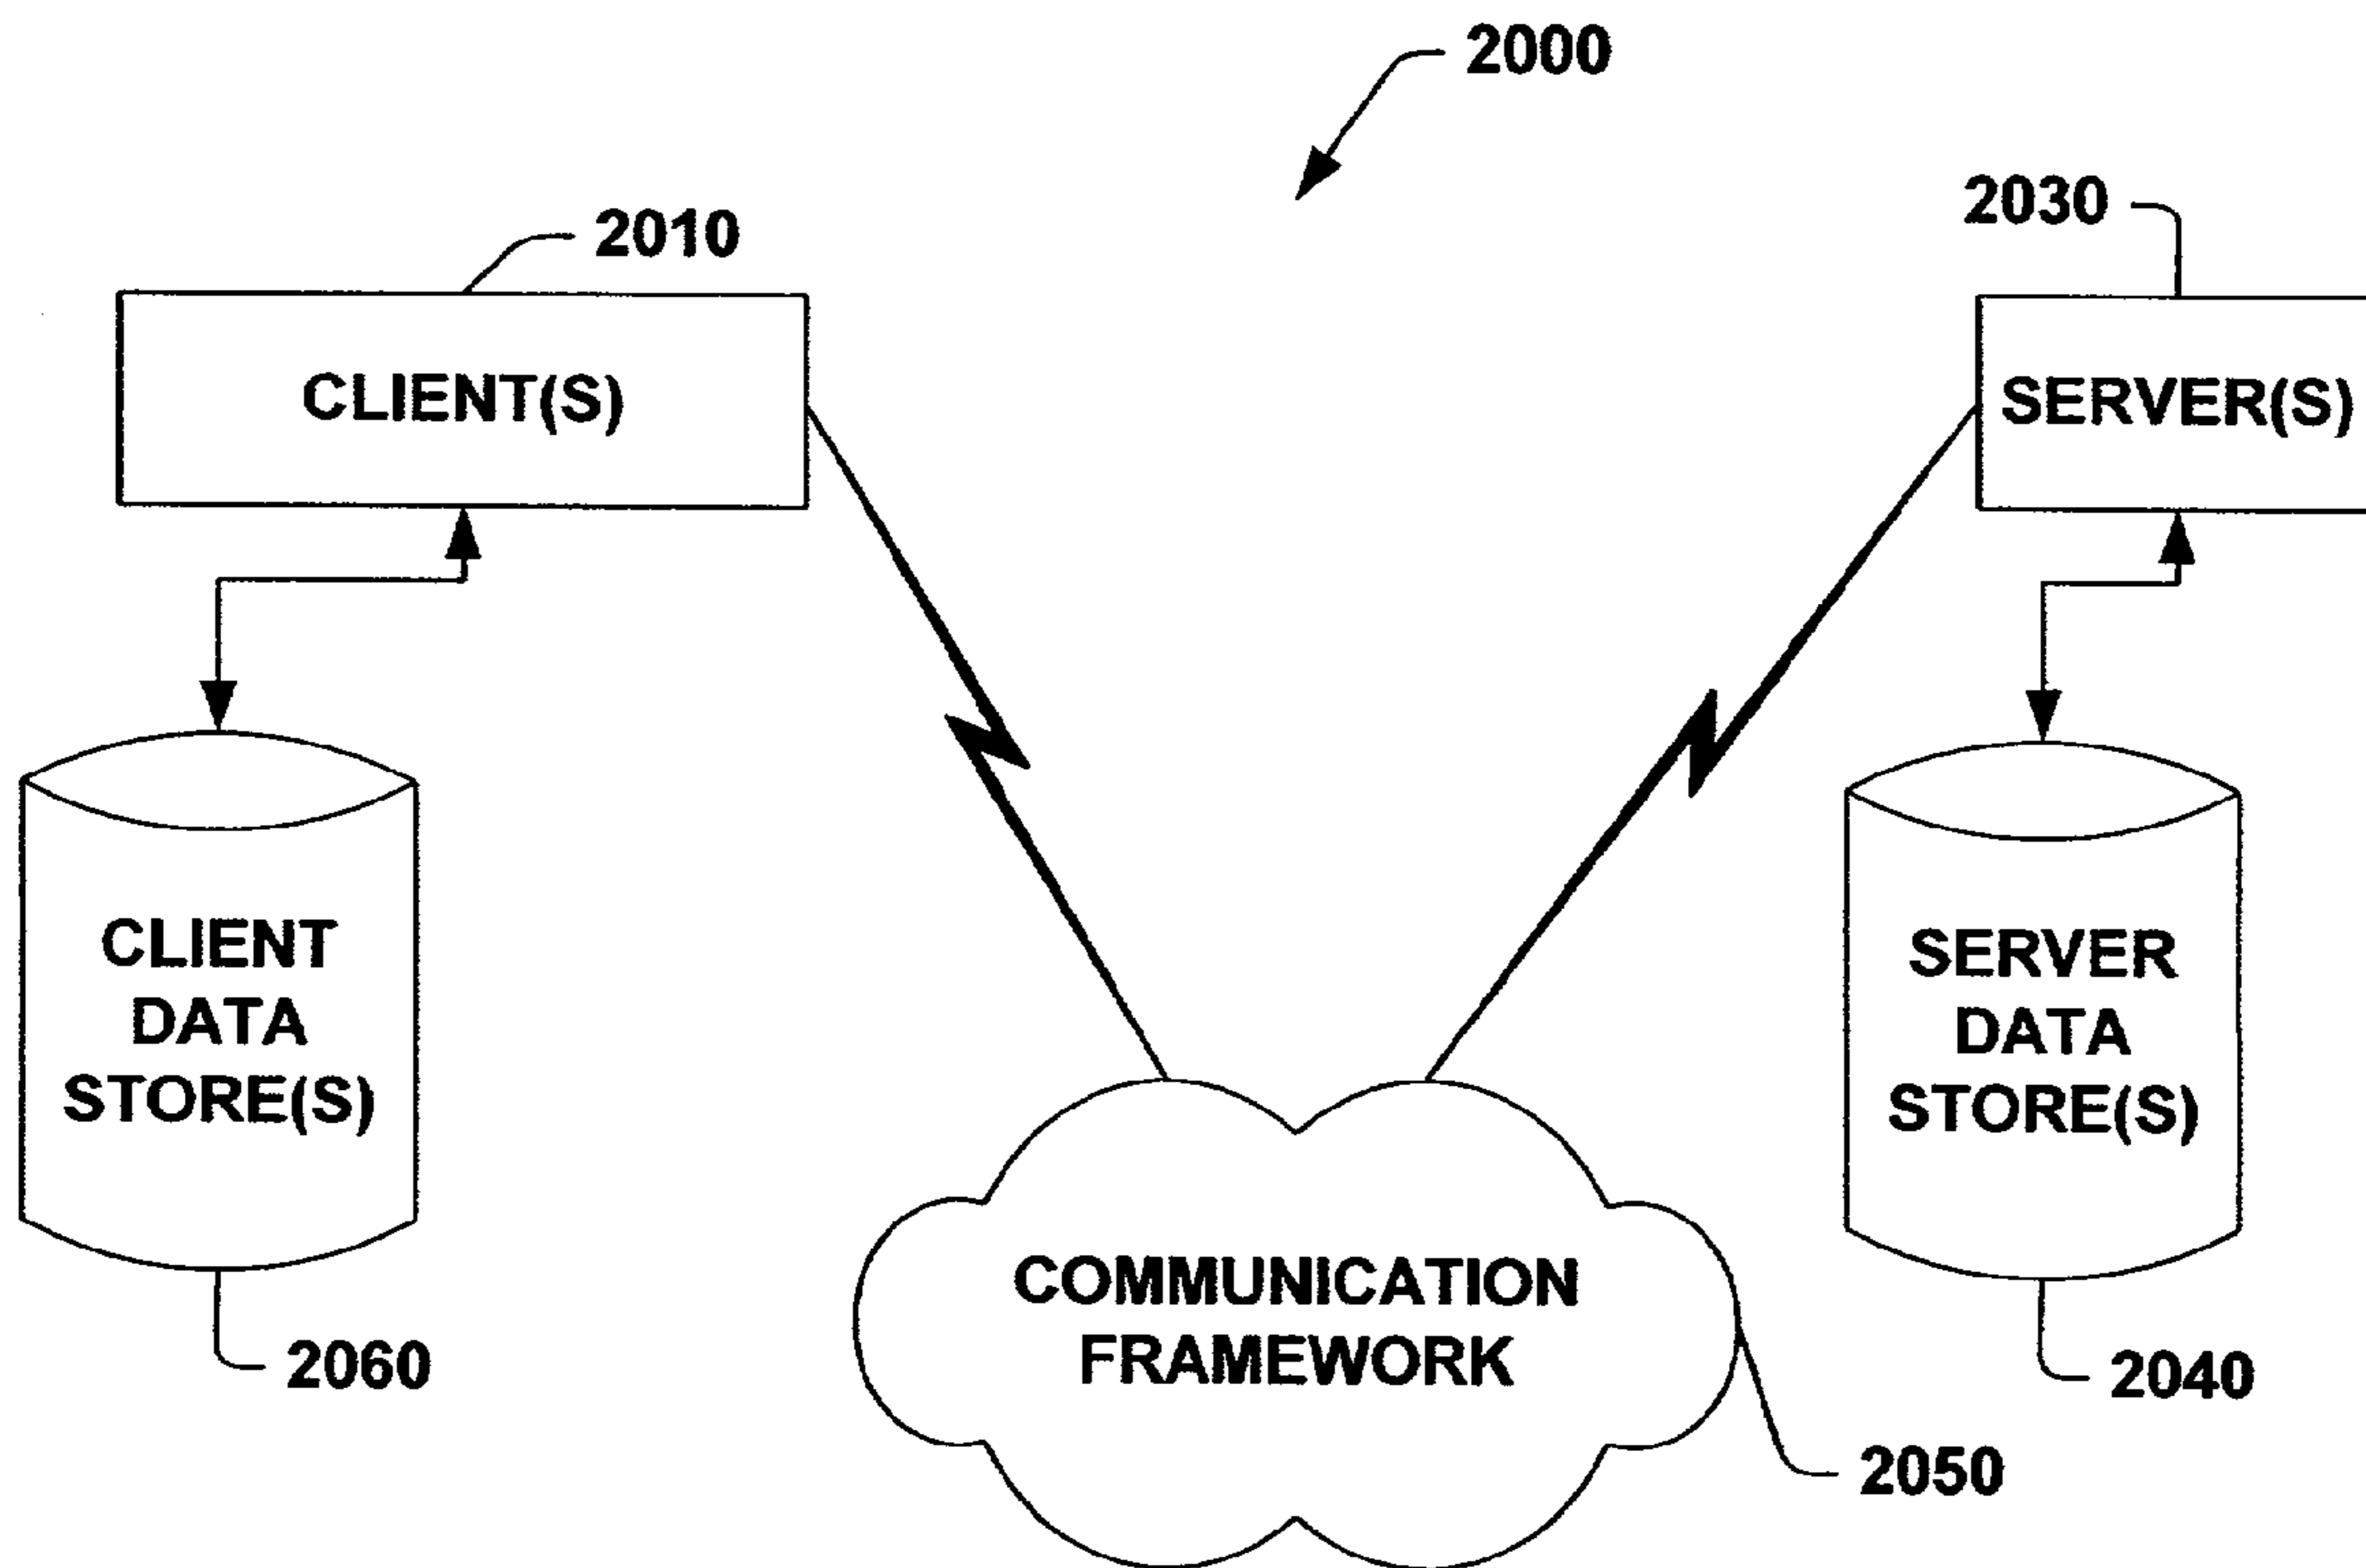 2000
2010
2030
CLIENT(S)
SERVER(S)
CLIENT
DATA
STORE(S)
SERVER
DATA
STORE(S)
COMMUNICATION
FRAMEWORK
2060
2040
2050